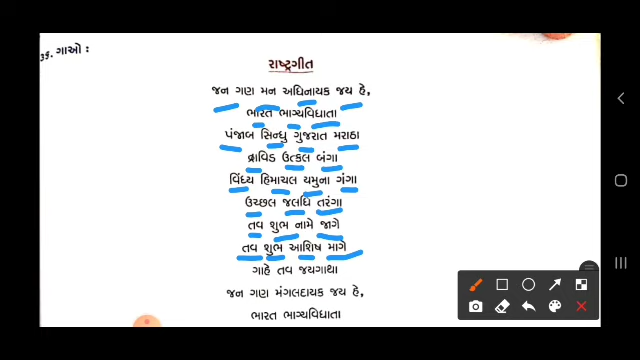 ૩૬. ગાઓ :
રાષ્ટ્રગીત
જન ગણ મન અધિનાયક જય હે,
ભારત ભાગ્યવિધાતા
પંજાબ સિન્ધુ ગુજરાત મરાઠા
દ્રાવિડ ઉત્કલ બંગા
વિંધ્ય હિમાચલ યમુના ગંગા
ઉચ્છલ જલધિ તરંગા
તવ શુભ નામે જાગે
તવ શુભ આશિષ માગે
ગાહે તવ જયગાથા
જન ગણ મંગલદાયક જય હે,
ભારત ભાગ્યવિધાતા